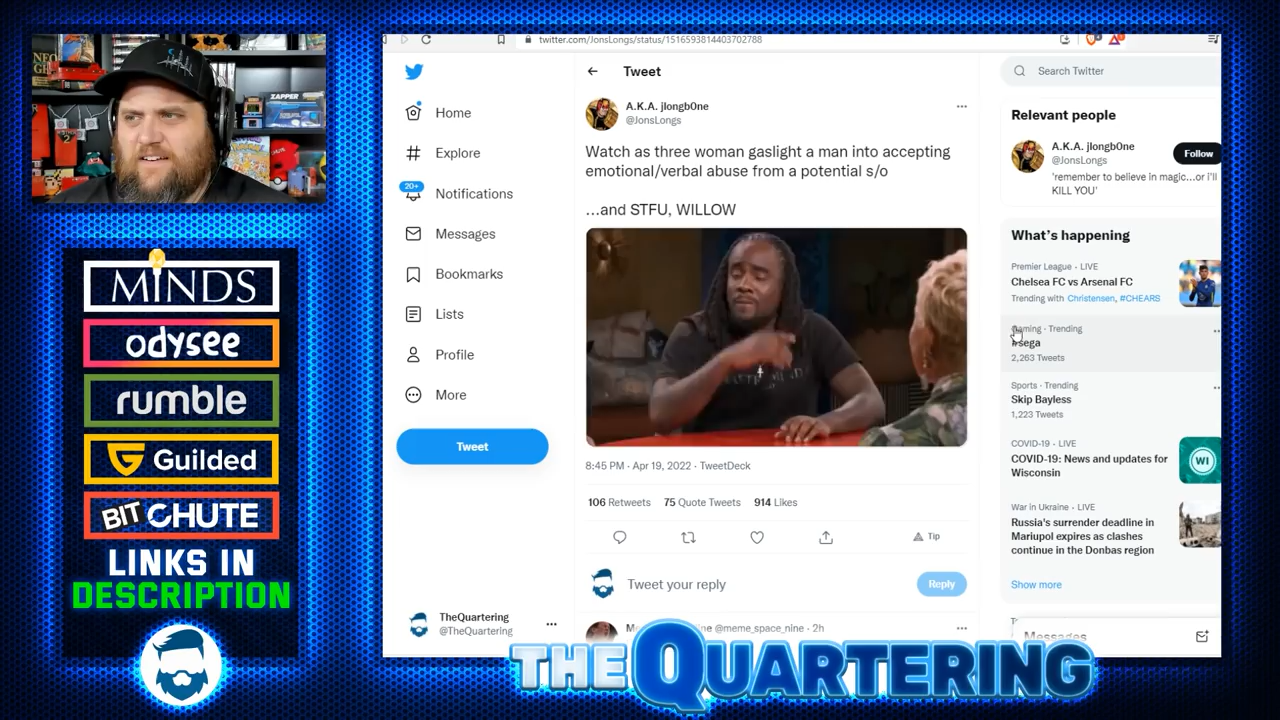 ZAPPER
MINDS
odysee
rumble
Guilded
BIT CHUTE
LINKS IN
DESCRIPTION
twitter.com/JonsLongs/status/1516593814403702788
Home
Explore
20+
Notifications
Messages
Bookmarks
Lists
Profile
More
Tweet
TheQuartering
@TheQuartering
Tweet
A.K.A. jlongb0ne
@JonsLongs
Watch as three woman gaslight a man into accepting
emotional/verbal abuse from a potential s/o
...and STFU, WILLOW
8:45 PM · Apr 19, 2022 · TweetDeck
106 Retweets 75 Quote Tweets 914 Likes
Tip
Tweet your reply
Reply
@meme_space_nine · 2h
Search Twitter
Relevant people
A.K.A. jlongb0ne
@JonsLongs
Follow
'remember to believe in magic...or i'll
KILL YOU'
What's happening
Premier League · LIVE
Chelsea FC vs Arsenal FC
Trending with Christensen, #CHEARS
Gaming · Trending
#sega
2,263 Tweets
Sports · Trending
Skip Bayless
1,223 Tweets
COVID-19 · LIVE
COVID-19: News and updates for
Wisconsin
WI
War in Ukraine · LIVE
Russia's surrender deadline in
Mariupol expires as clashes
continue in the Donbas region
Show more
Messages
THE QUARTERING